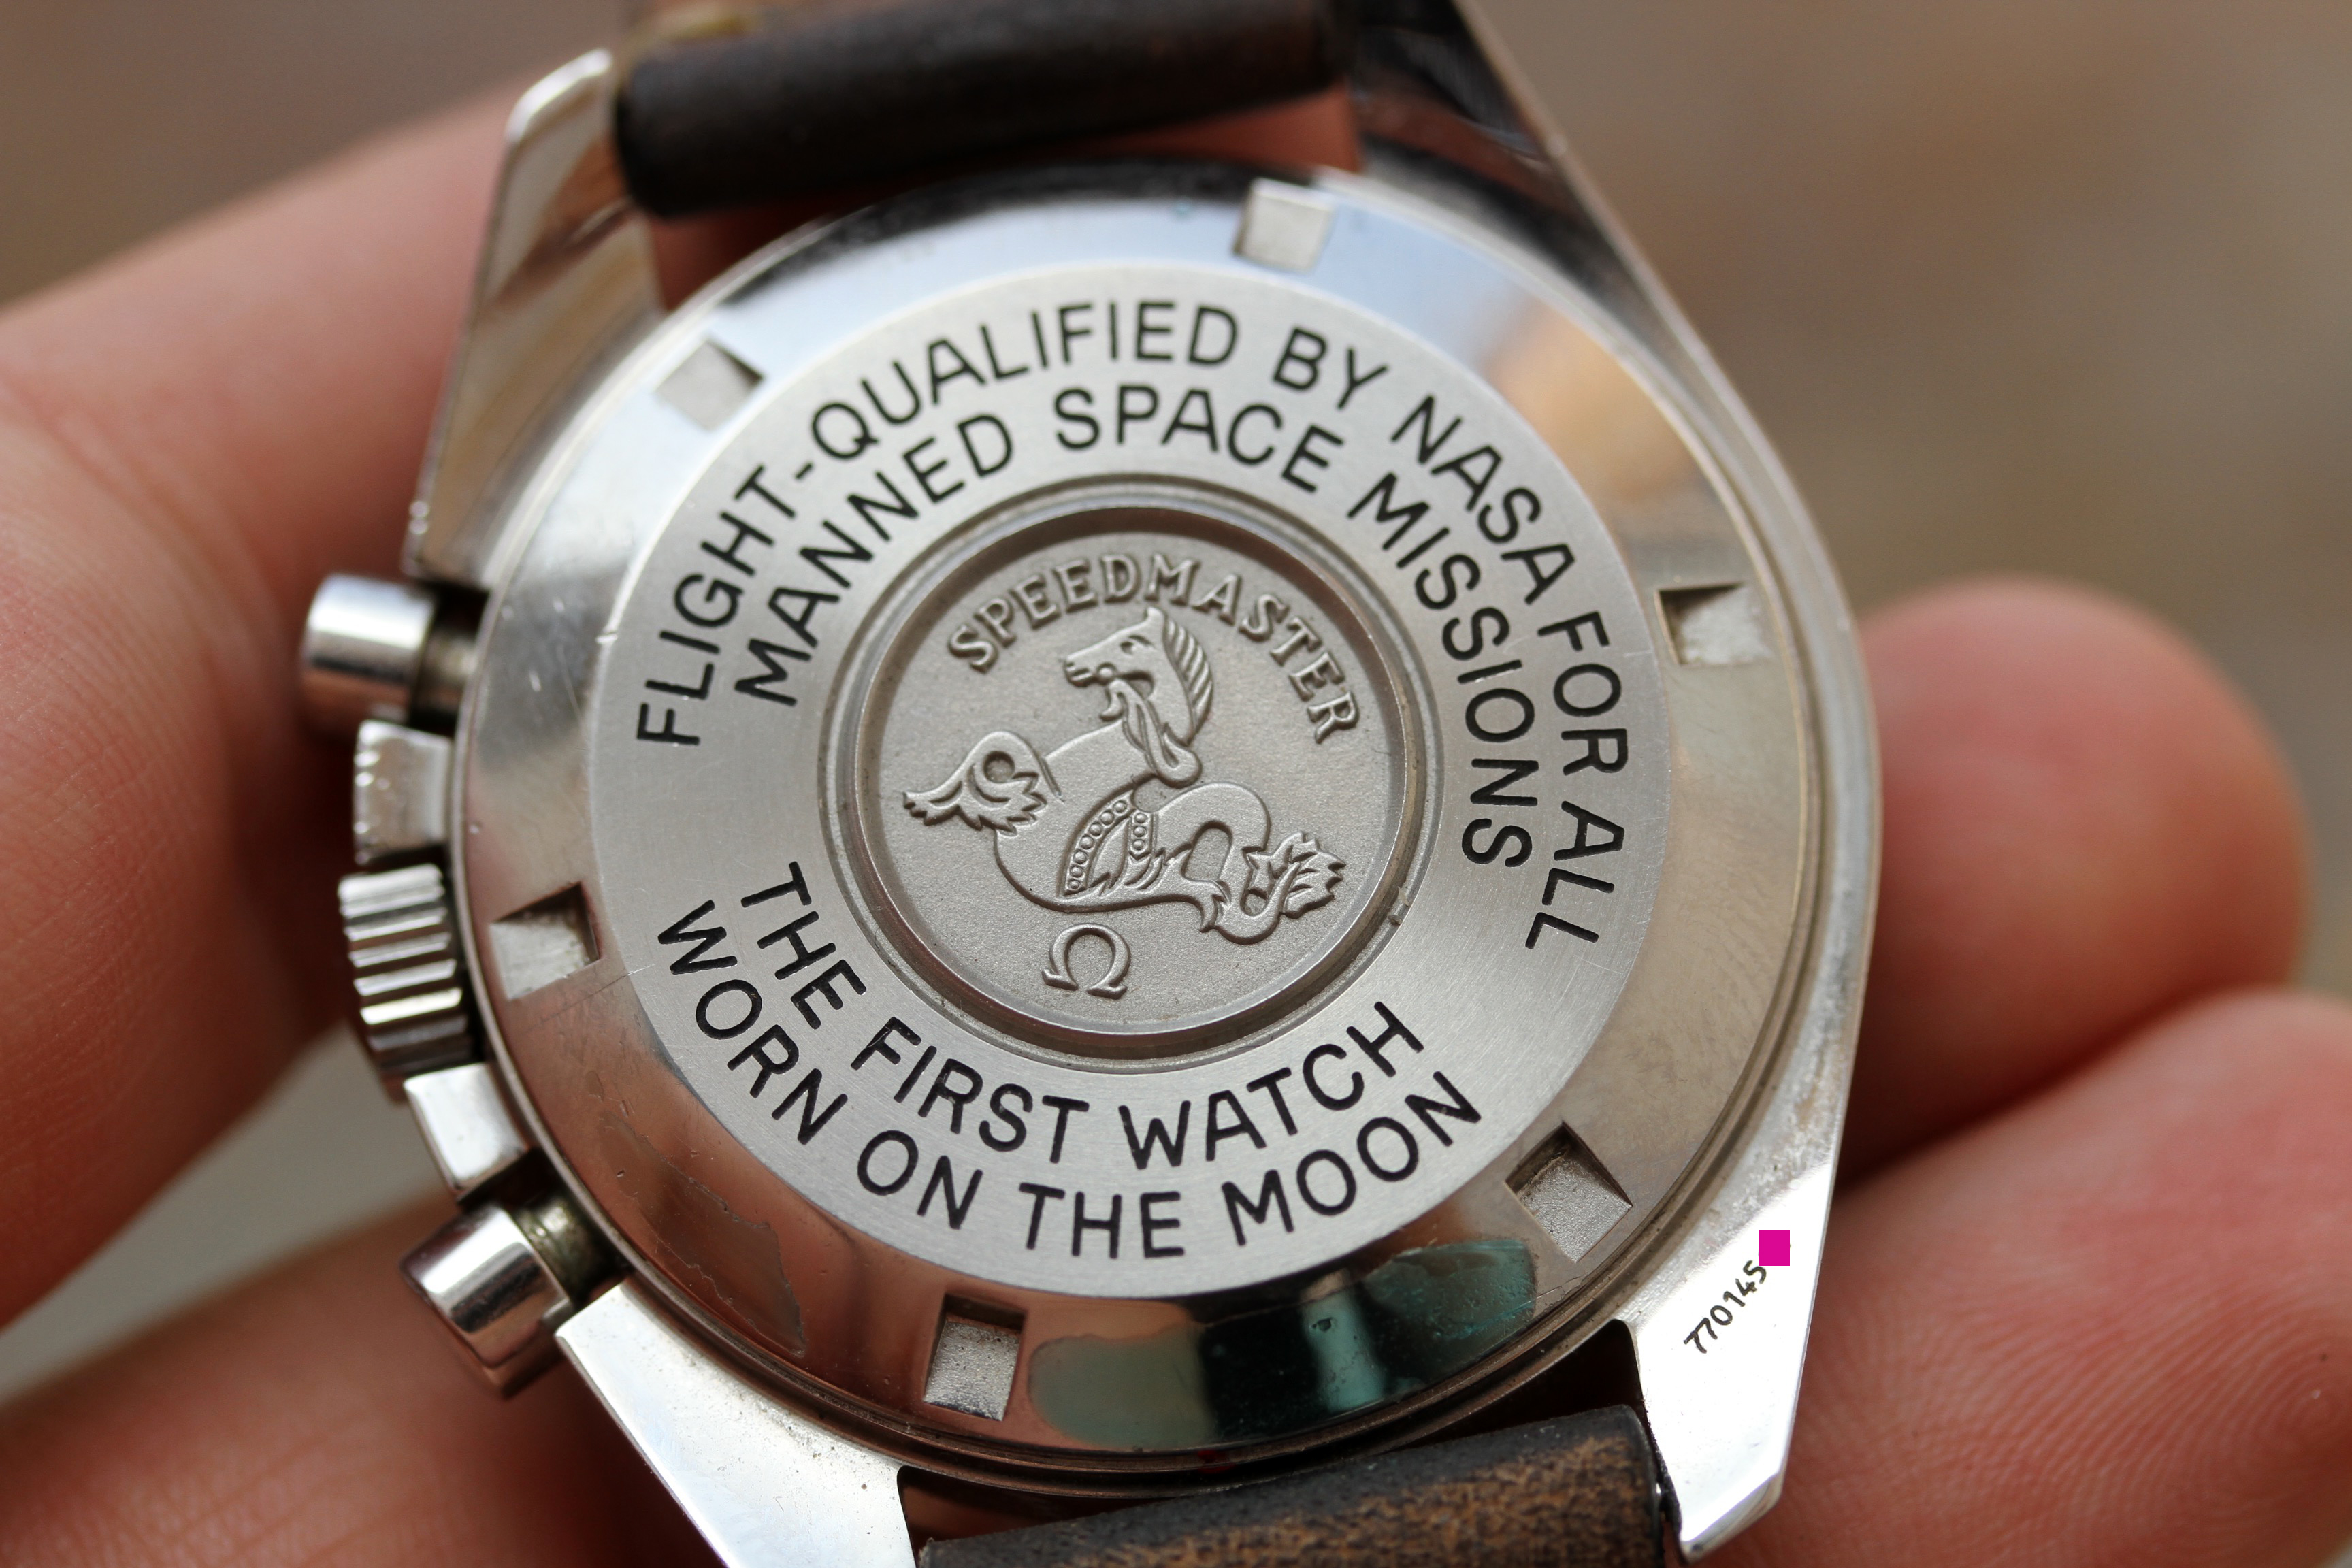 FLIGHT-QUALIFIED BY NASA FOR ALL
MANNED SPACE MISSIONS
SPEEDMASTER
Ω
THE FIRST WATCH
WORN ON THE MOON
770145